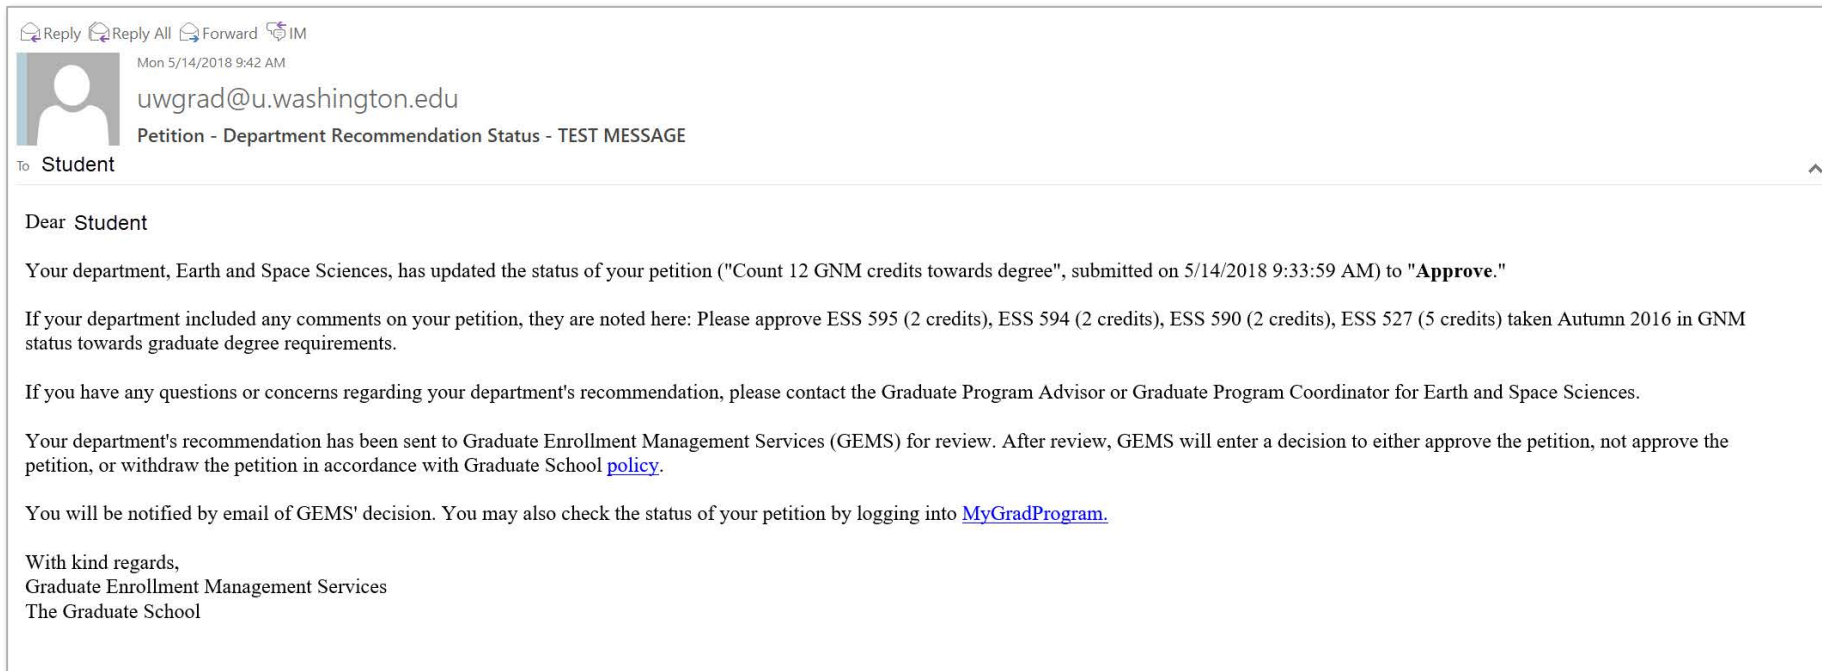 Reply Reply All Forward IM
Mon 5/14/2018 9:42 AM
uwgrad@u.washington.edu
Petition - Department Recommendation Status - TEST MESSAGE
To Student
Dear Student
Your department, Earth and Space Sciences, has updated the status of your petition ("Count 12 GNM credits towards degree", submitted on 5/14/2018 9:33:59 AM) to "Approve."
If your department included any comments on your petition, they are noted here: Please approve ESS 595 (2 credits), ESS 594 (2 credits), ESS 590 (2 credits), ESS 527 (5 credits) taken Autumn 2016 in GNM
status towards graduate degree requirements.
If you have any questions or concerns regarding your department's recommendation, please contact the Graduate Program Advisor or Graduate Program Coordinator for Earth and Space Sciences.
Your department's recommendation has been sent to Graduate Enrollment Management Services (GEMS) for review. After review, GEMS will enter a decision to either approve the petition, not approve the
petition, or withdraw the petition in accordance with Graduate School policy.
You will be notified by email of GEMS' decision. You may also check the status of your petition by logging into MyGradProgram.
With kind regards,
Graduate Enrollment Management Services
The Graduate School